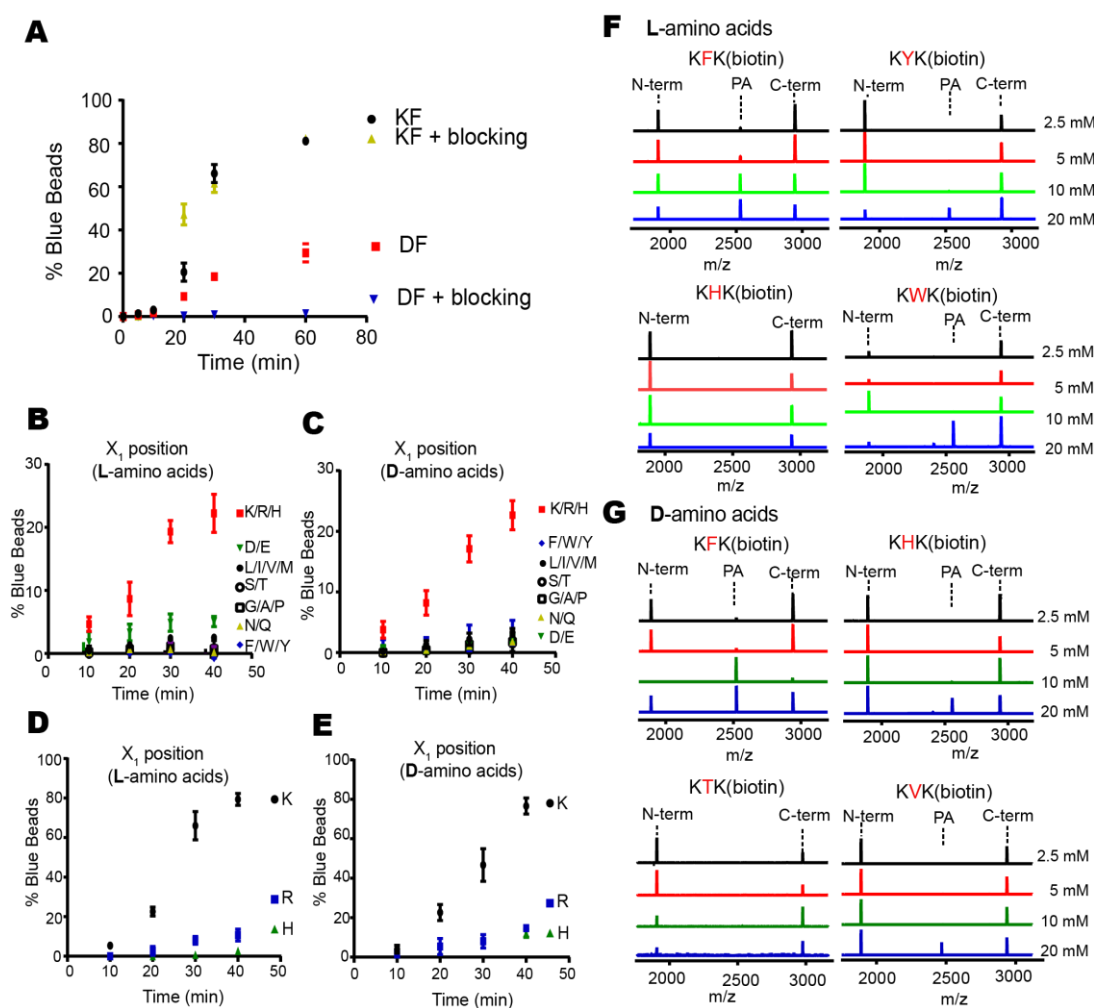 A
% Blue Beads
100
80
60
40
20
0
0 20 40 60 80
Time (min)
KF
KF + blocking
DF
DF + blocking
B
X1 position
(L-amino acids)
% Blue Beads
30
20
10
0
0 10 20 30 40 50
Time (min)
K/R/H
D/E
L/I/V/M
S/T
G/A/P
N/Q
F/W/Y
C
X1 position
(D-amino acids)
% Blue Beads
30
20
10
0
0 10 20 30 40 50
Time (min)
K/R/H
F/W/Y
L/I/V/M
S/T
G/A/P
N/Q
D/E
D
X1 position
(L-amino acids)
% Blue Beads
100
80
60
40
20
0
0 10 20 30 40 50
Time (min)
K
R
H
E
X1 position
(D-amino acids)
% Blue Beads
100
80
60
40
20
0
0 10 20 30 40 50
Time (min)
K
R
H
F L-amino acids
KFK(biotin)
N-term PA C-term
2000 2500 3000
m/z
KYK(biotin)
N-term PA C-term
2.5 mM
5 mM
10 mM
20 mM
2000 2500 3000
m/z
KHK(biotin)
N-term C-term
2000 2500 3000
m/z
KWK(biotin)
N-term PA C-term
2.5 mM
5 mM
10 mM
20 mM
2000 2500 3000
m/z
G D-amino acids
KFK(biotin)
N-term PA C-term
2000 2500 3000
m/z
KHK(biotin)
N-term PA C-term
2.5 mM
5 mM
10 mM
20 mM
2000 2500 3000
m/z
KTK(biotin)
N-term C-term
2000 2500 3000
m/z
KVK(biotin)
N-term PA C-term
2.5 mM
5 mM
10 mM
20 mM
2000 2500 3000
m/z